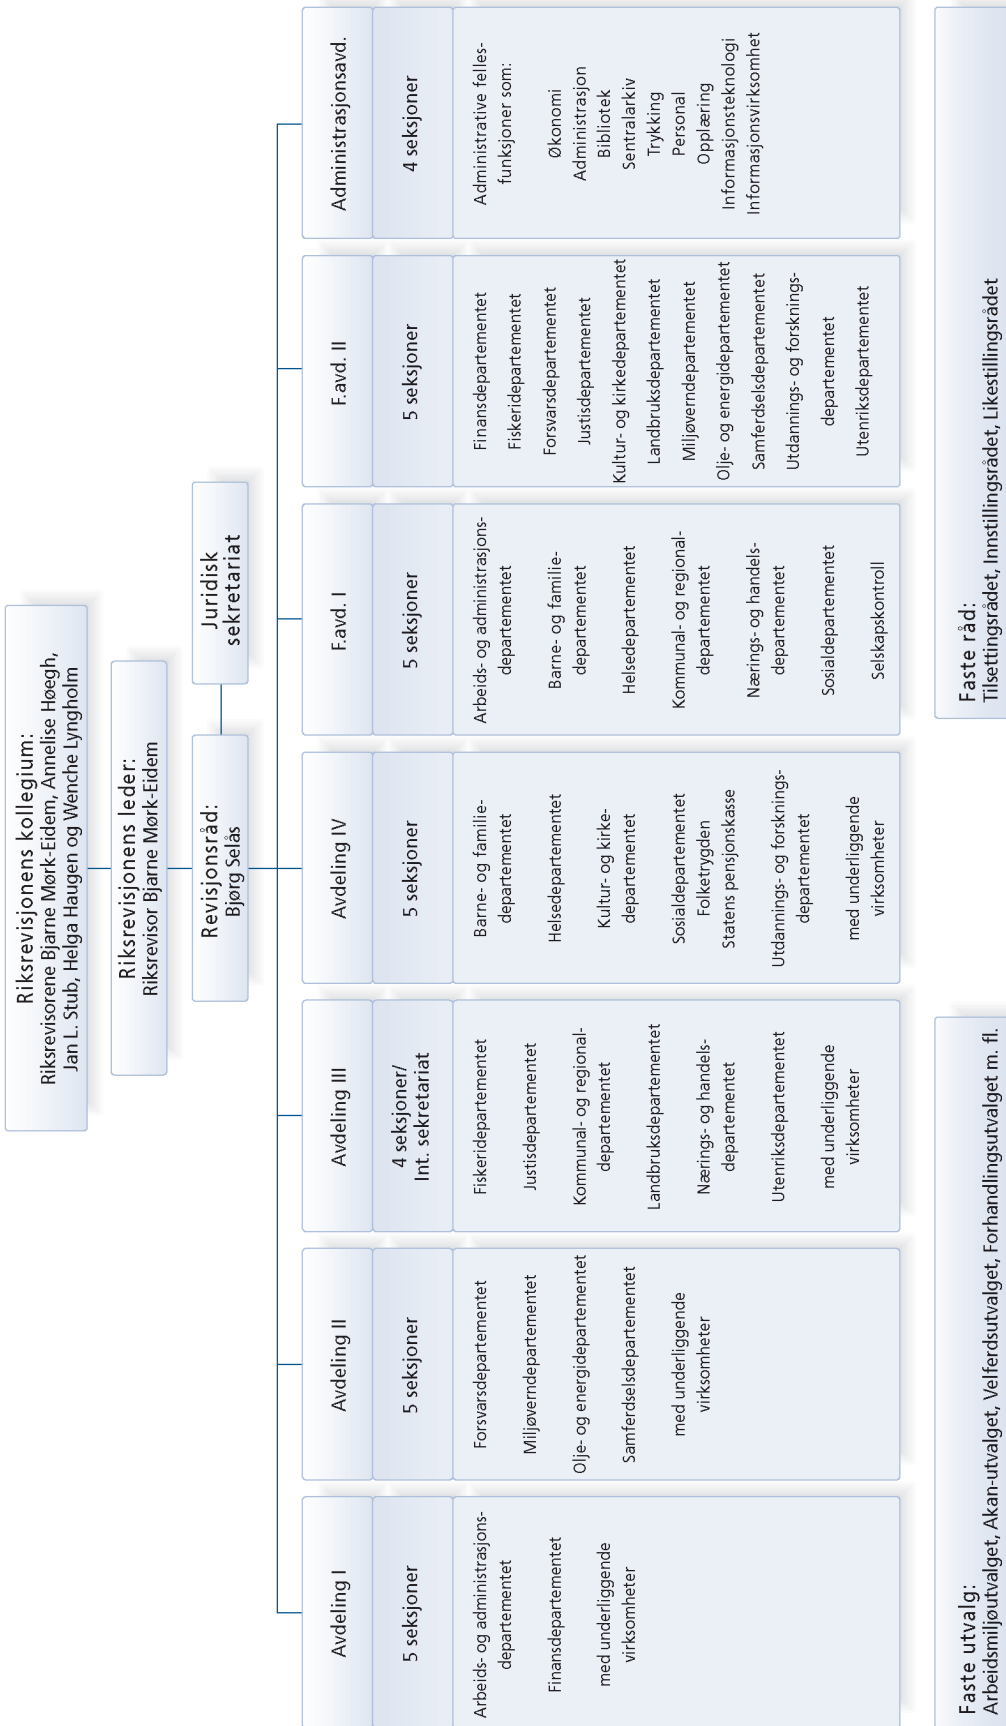 Riksrevisjonens kollegium:
Riksrevisorene Bjarne Mørk-Eidem, Annelise Høegh,
Jan L. Stub, Helga Haugen og Wenche Lyngholm
Riksrevisjonens leder:
Riksrevisor Bjarne Mørk-Eidem
Revisjonsråd:
Bjørg Selås
Juridisk
sekretariat
Avdeling I
5 seksjoner
Arbeids- og administrasjons-
departementet
Finansdepartementet
med underliggende
virksomheter
Avdeling II
5 seksjoner
Forsvarsdepartementet
Miljøverndepartementet
Olje- og energidepartementet
Samferdselsdepartementet
med underliggende
virksomheter
Avdeling III
4 seksjoner/
Int. sekretariat
Fiskeridepartementet
Justisdepartementet
Kommunal- og regional-
departementet
Landbruksdepartementet
Nærings- og handels-
departementet
Utenriksdepartementet
med underliggende
virksomheter
Avdeling IV
5 seksjoner
Barne- og familie-
departementet
Helsedepartementet
Kultur- og kirke-
departementet
Sosialdepartementet
Folketrygden
Statens pensjonskasse
Utdannings- og forsknings-
departementet
med underliggende
virksomheter
F.avd. I
5 seksjoner
Arbeids- og administrasjons-
departementet
Barne- og familie-
departementet
Helsedepartementet
Kommunal- og regional-
departementet
Nærings- og handels-
departementet
Sosialdepartementet
Selskapskontroll
F.avd. II
5 seksjoner
Finansdepartementet
Fiskeridepartementet
Forsvarsdepartementet
Justisdepartementet
Kultur- og kirkedepartementet
Landbruksdepartementet
Miljøverndepartementet
Olje- og energidepartementet
Samferdselsdepartementet
Utdannings- og forsknings-
departementet
Utenriksdepartementet
Administrasjonsavd.
4 seksjoner
Administrative felles-
funksjoner som:
Økonomi
Administrasjon
Bibliotek
Sentralarkiv
Trykking
Personal
Opplæring
Informasjonsteknologi
Informasjonsvirksomhet
Faste utvalg:
Arbeidsmiljøutvalget, Akan-utvalget, Velferdsutvalget, Forhandlingsutvalget m. fl.
Faste råd:
Tilsettingsrådet, Innstillingsrådet, Likestillingsrådet